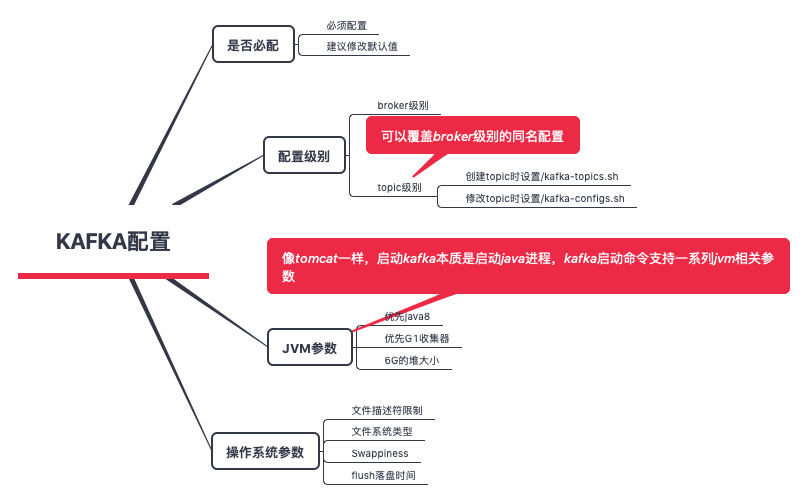 必须配置
是否必配
建议修改默认值
broker级别
可以覆盖broker级别的同名配置
配置级别
topic级别
创建topic时设置/kafka-topics.sh
修改topic时设置/kafka-configs.sh
KAFKA配置
像tomcat一样，启动kafka本质是启动java进程，kafka启动命令支持一系列jvm相关参
数
优先java8
JVM参数
优先G1收集器
6G的堆大小
文件描述符限制
文件系统类型
操作系统参数
Swappiness
flush落盘时间